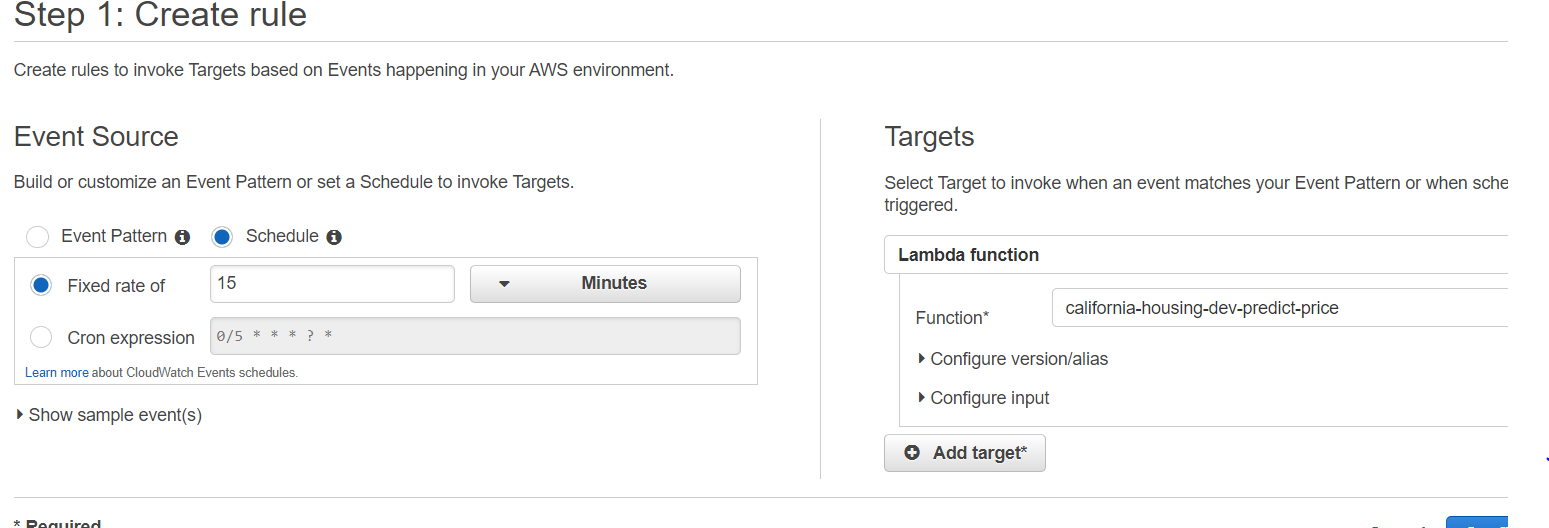 Step 1: Create rule
Create rules to invoke Targets based on Events happening in your AWS environment.
Event Source
Build or customize an Event Pattern or set a Schedule to invoke Targets.
Event Pattern Schedule
Fixed rate of 15 Minutes
Cron expression 0/5 * * * ? *
Learn more about CloudWatch Events schedules.
Show sample event(s)
Targets
Select Target to invoke when an event matches your Event Pattern or when sche
triggered.
Lambda function
Function* california-housing-dev-predict-price
Configure version/alias
Configure input
Add target*
* Required